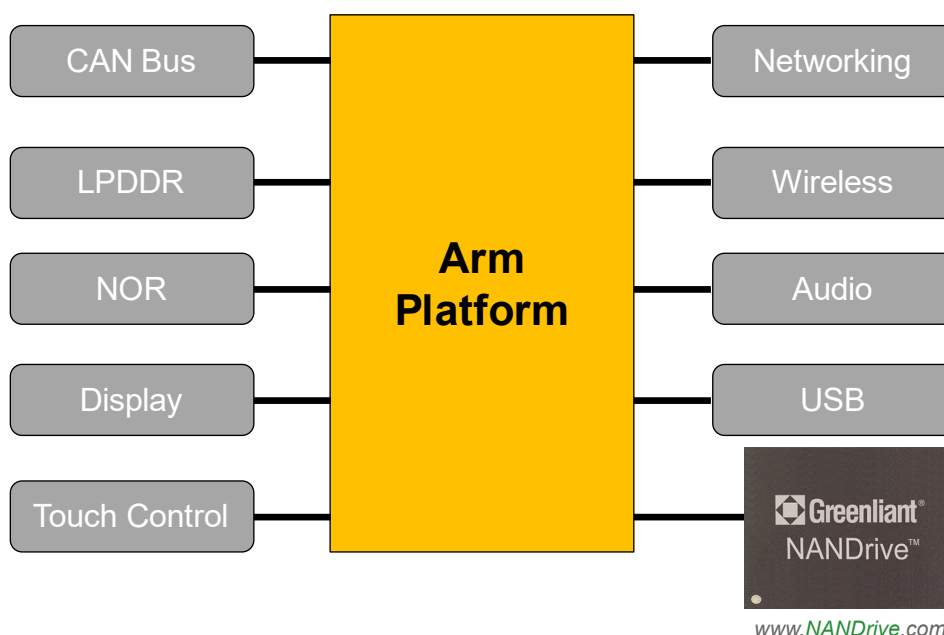 CAN Bus
LPDDR
NOR
Display
Touch Control
Arm
Platform
Networking
Wireless
Audio
USB
Greenliant®
NANDrive™
www.NANDrive.com